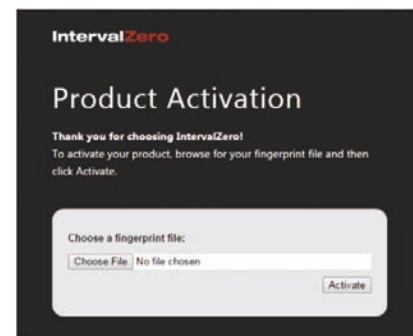 IntervalZero
Product Activation
Thank you for choosing IntervalZero!
To activate your product, browse for your fingerprint file and then
click Activate.
Choose a fingerprint file:
Choose File No file chosen
Activate